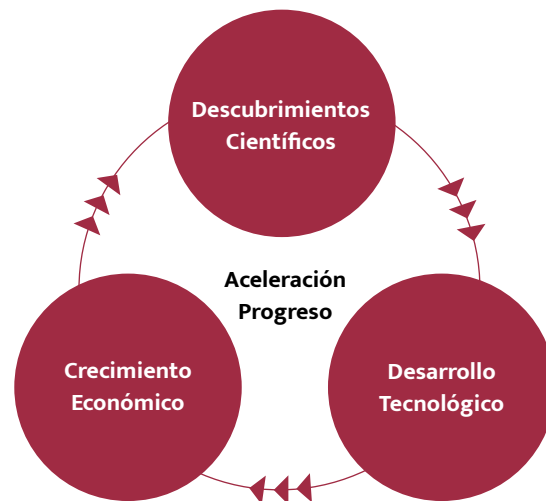 Descubrimientos
Científicos
Aceleración
Progreso
Crecimiento
Económico
Desarrollo
Tecnológico